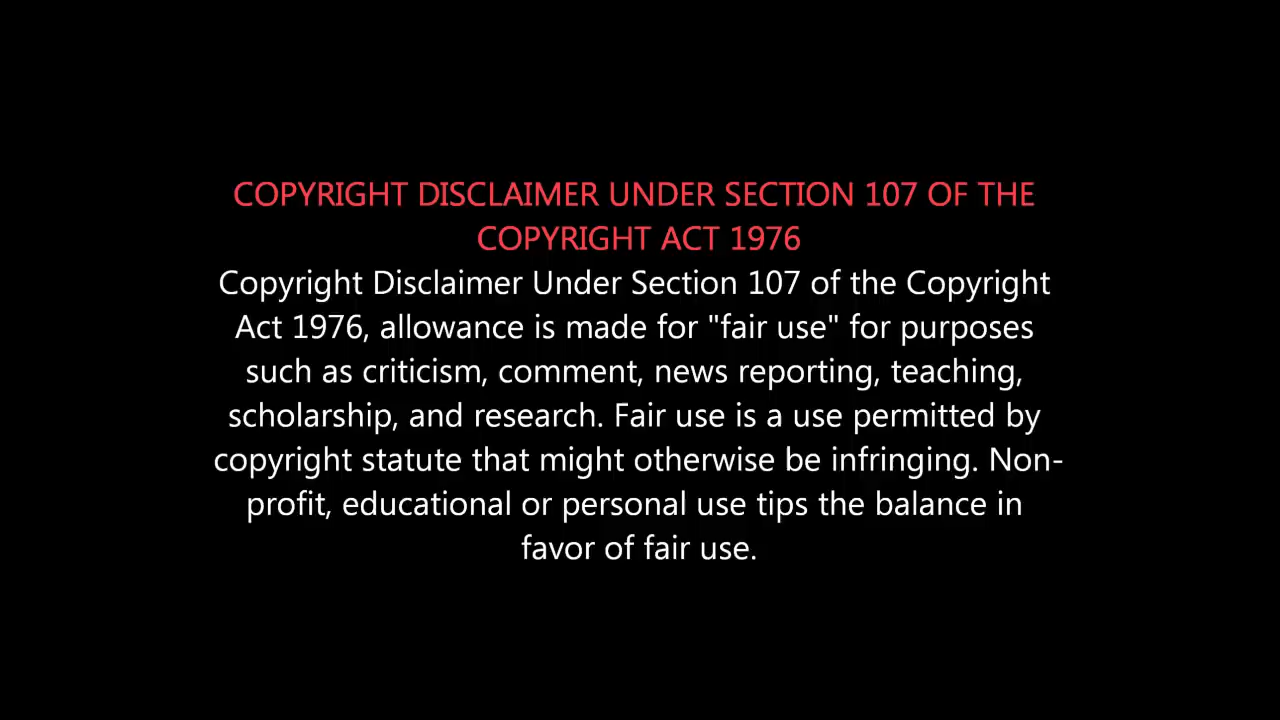 COPYRIGHT DISCLAIMER UNDER SECTION 107 OF THE
COPYRIGHT ACT 1976
Copyright Disclaimer Under Section 107 of the Copyright
Act 1976, allowance is made for "fair use" for purposes
such as criticism, comment, news reporting, teaching,
scholarship, and research. Fair use is a use permitted by
copyright statute that might otherwise be infringing. Non-
profit, educational or personal use tips the balance in
favor of fair use.